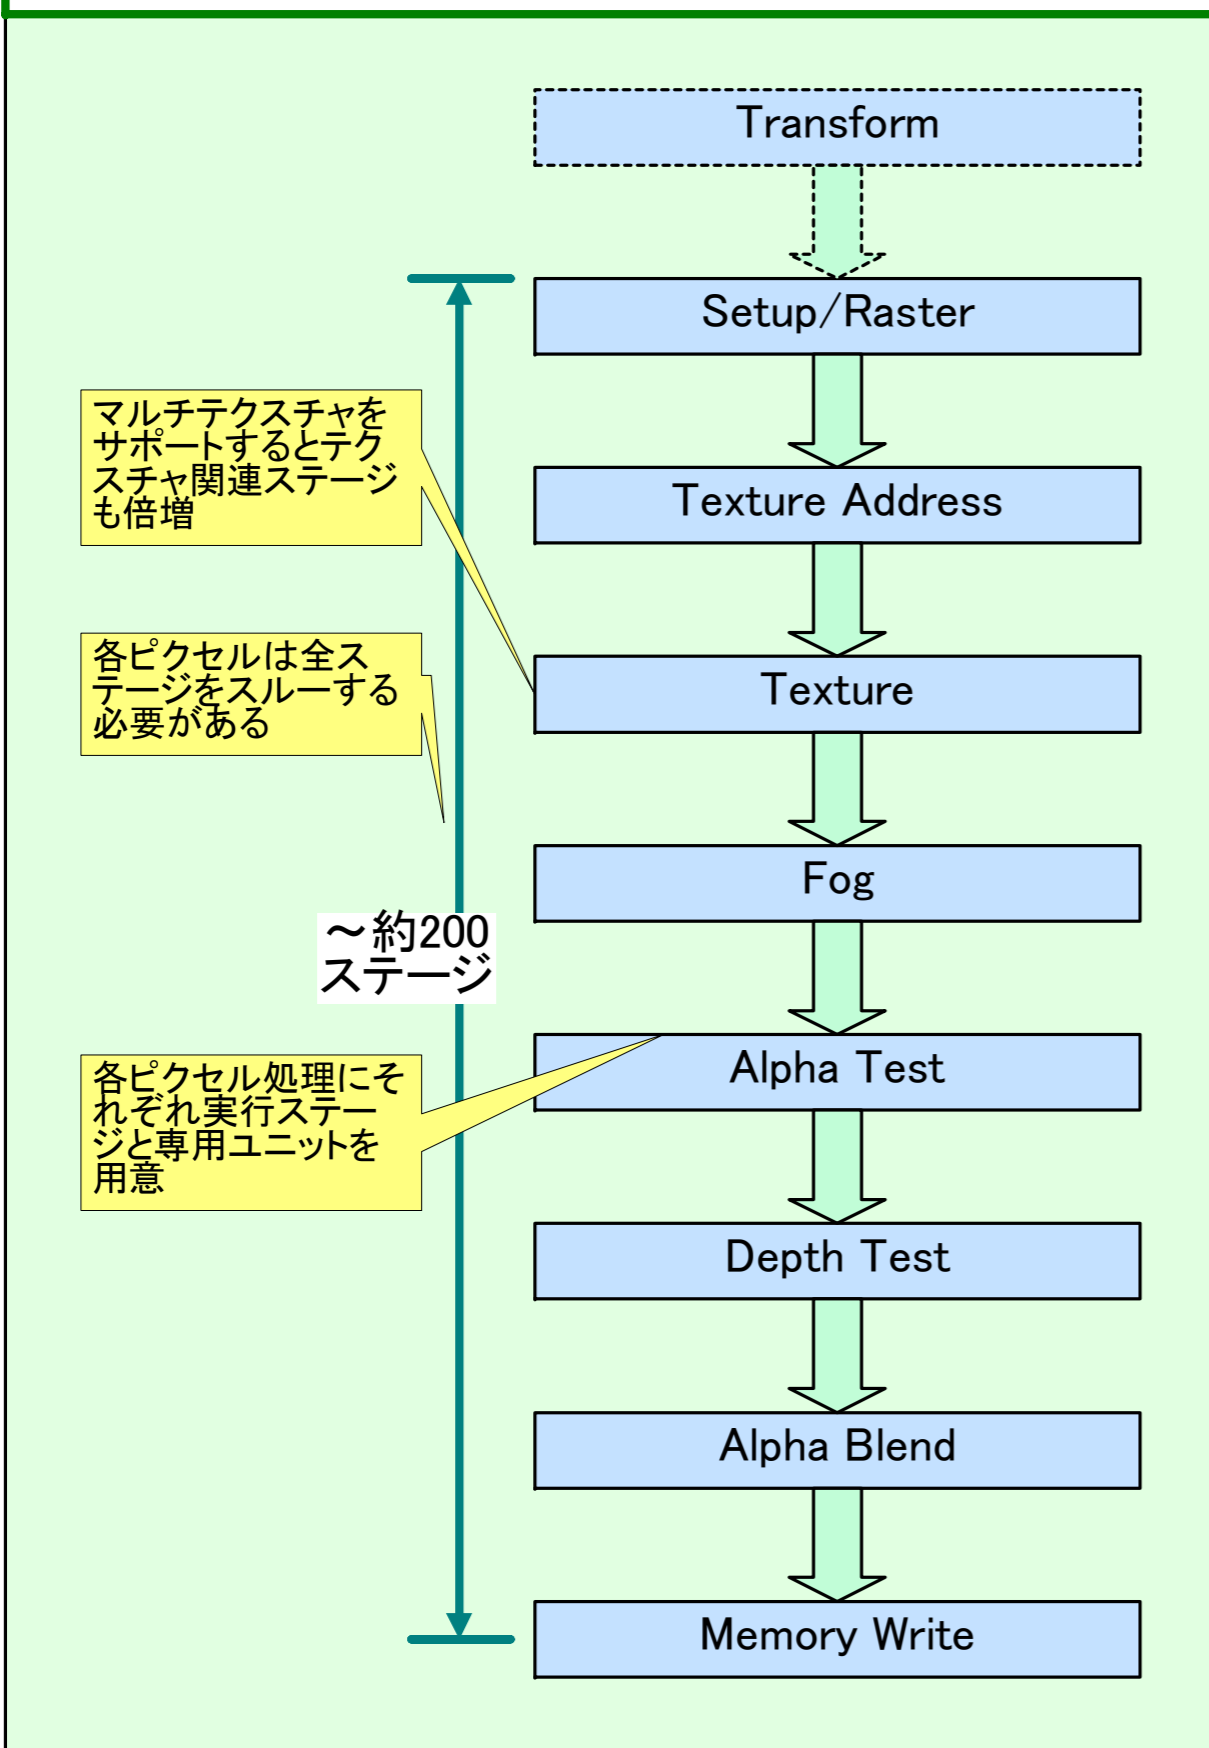 Transform
Setup/Raster
マルチテクスチャを
サポートするとテク
スチャ関連ステージ
も倍増
Texture Address
各ピクセルは全ス
テージをスルーする
必要がある
Texture
Fog
～約200
ステージ
各ピクセル処理にそ
れぞれ実行ステー
ジと専用ユニットを
用意
Alpha Test
Depth Test
Alpha Blend
Memory Write